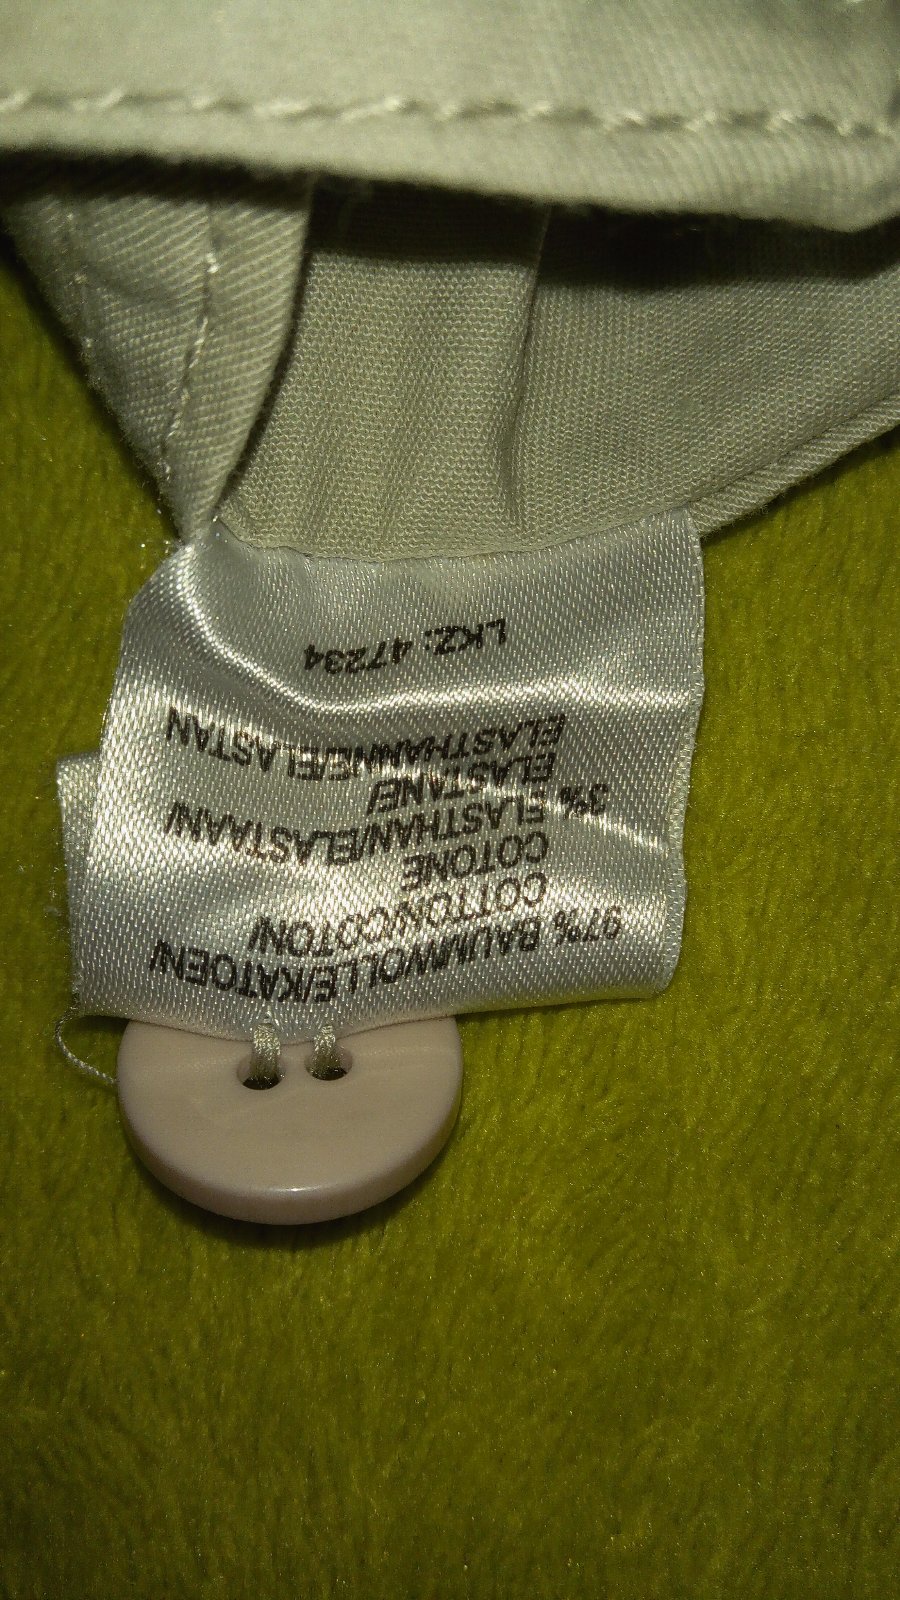 97% BAUMWOLLE/KATOEN/
COTTON/COTON/
COTONE
3% ELASTHAN/ELASTAAN/
ELASTANE/
ELASTHANNE/ELASTAN
LKZ: 47234